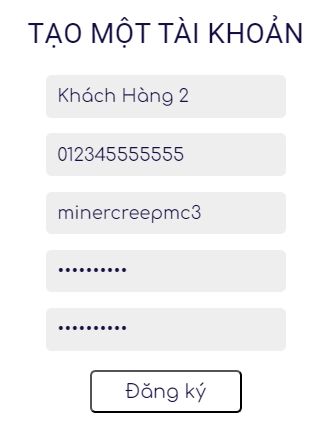 TẠO MỘT TÀI KHOẢN
Khách Hàng 2
012345555555
minercreepmc3
••••••••••
••••••••••
Đăng ký